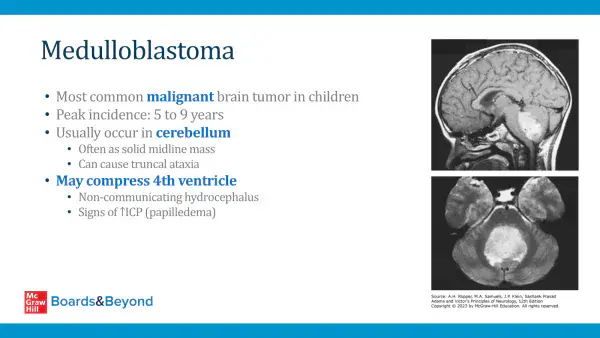 Medulloblastoma
• Most common malignant brain tumor in children
• Peak incidence: 5 to 9 years
• Usually occur in cerebellum
• Often as solid midline mass
• Can cause truncal ataxia
• May compress 4th ventricle
• Non-communicating hydrocephalus
• Signs of ↑ICP (papilledema)
Source: A.H. Ropper, M.A. Samuels, J.P. Klein, Sashank Prasad
Adams and Victor's Principles of Neurology, 12th Edition
Copyright © 2023 by McGraw-Hill Education. All rights reserved.
Mc
Graw
Hill
Boards&Beyond